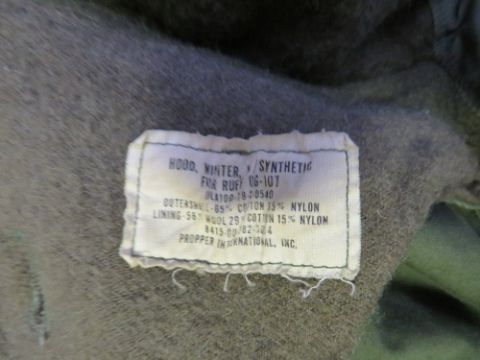 HOOD, WINTER, W/SYNTHETIC
FUR RUFF OG-107
OUTERSHELL-85% COTTON 15% NYLON
LINING-56% WOOL 29% COTTON 15% NYLON
PROPPER INTERNATIONAL, INC.